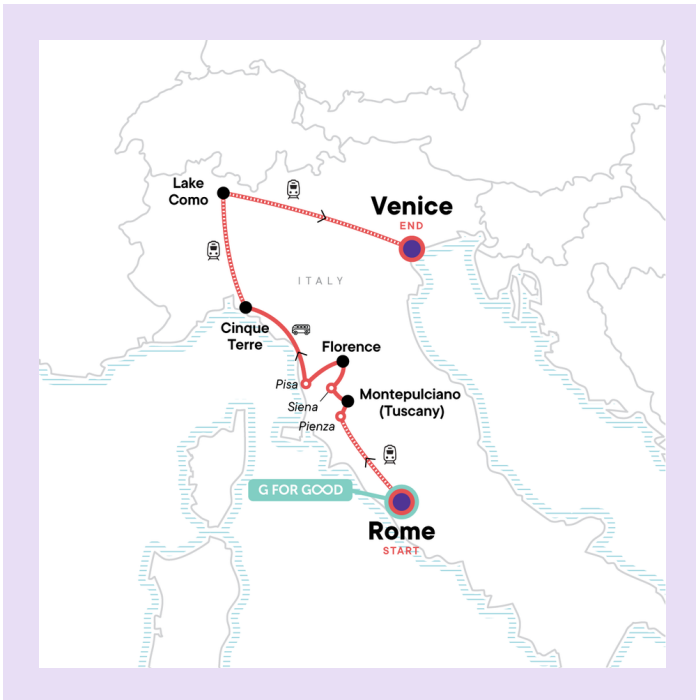 Lake
Como
Venice
END
ITALY
Cinque
Terre
Florence
Pisa
Montepulciano
(Tuscany)
Siena
Pienza
G FOR GOOD
Rome
START